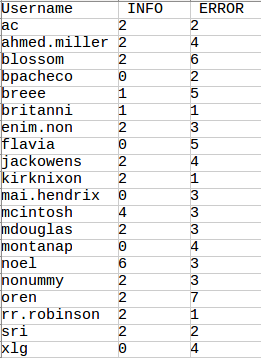 Username INFO ERROR
ac 2 2
ahmed.miller 2 4
blossom 2 6
bpacheco 0 2
breee 1 5
britanni 1 1
enim.non 2 3
flavia 0 5
jackowens 2 4
kirknixon 2 1
mai.hendrix 0 3
mcintosh 4 3
mdouglas 2 3
montanap 0 4
noel 6 3
nonummy 2 3
oren 2 7
rr.robinson 2 1
sri 2 2
xlg 0 4